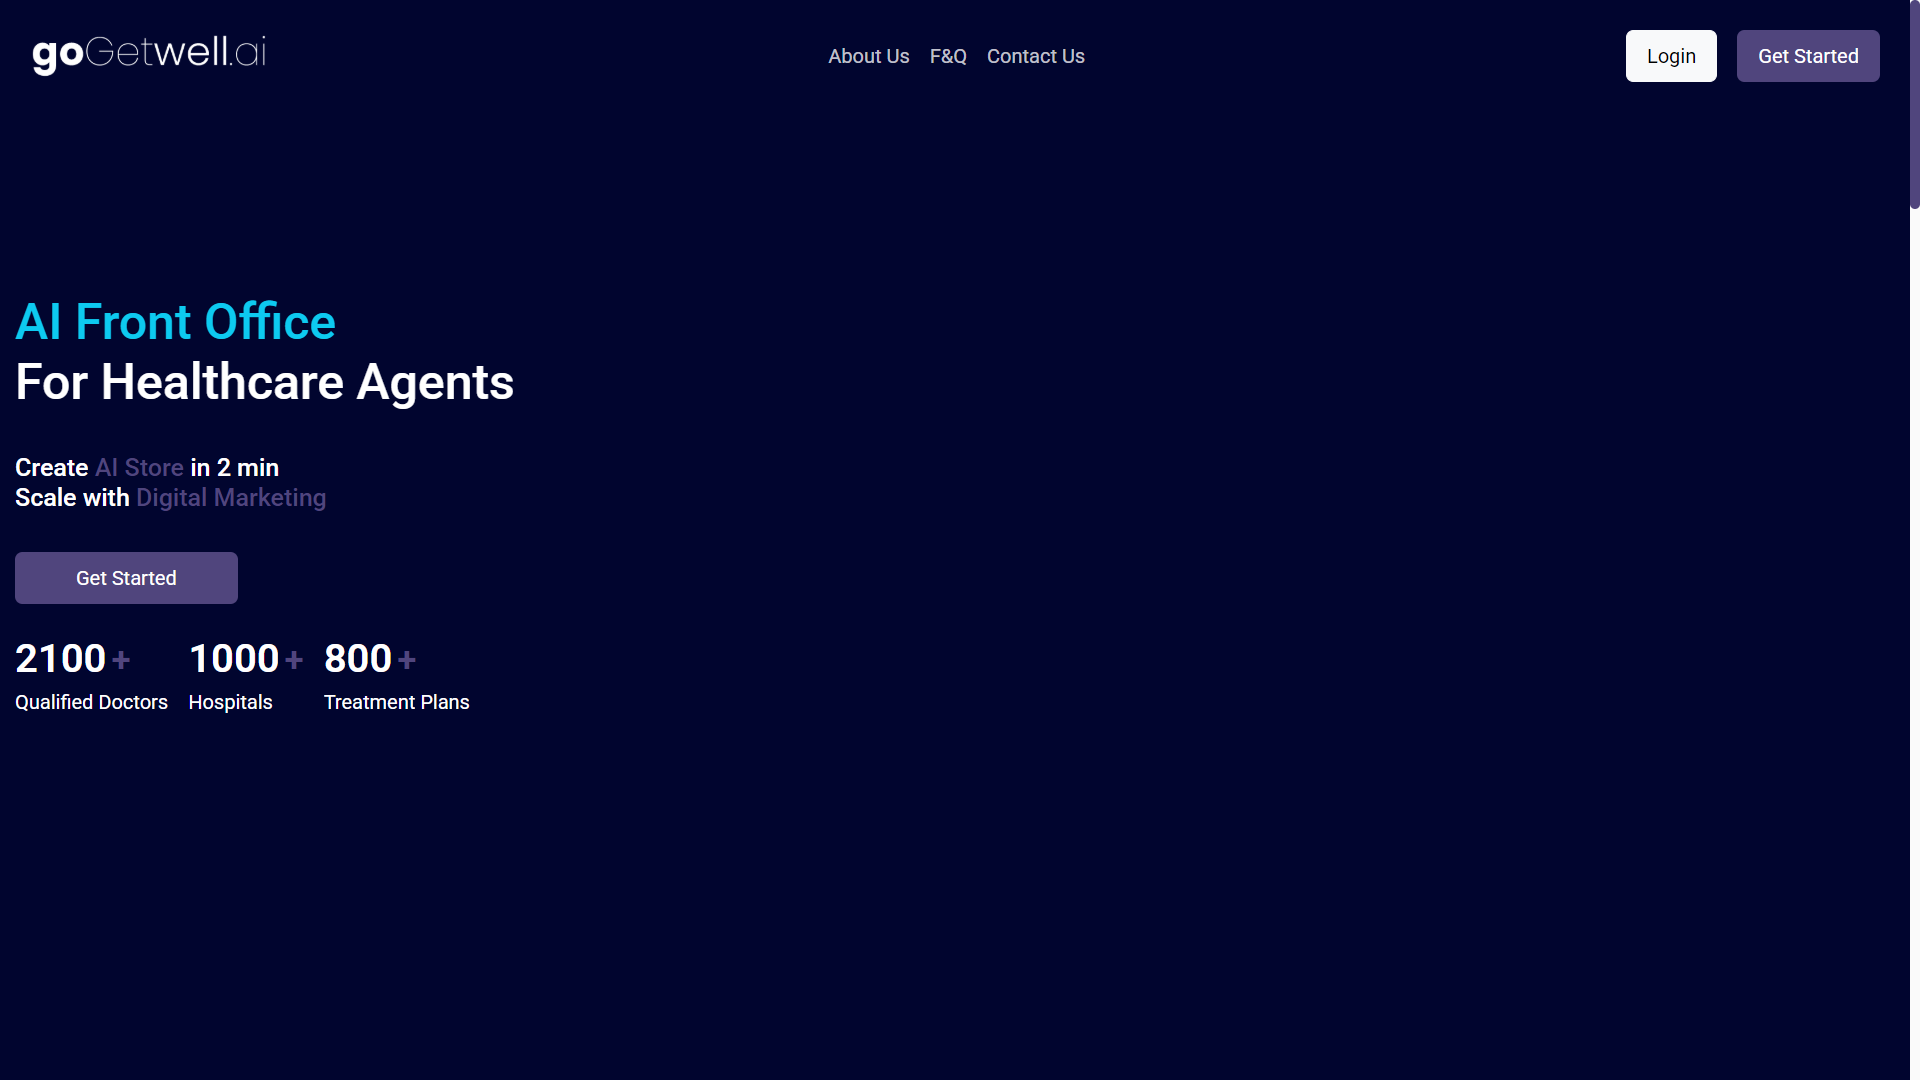 goGetwell.ai
About Us F&Q Contact Us
Login
Get Started
AI Front Office
For Healthcare Agents
Create AI Store in 2 min
Scale with Digital Marketing
Get Started
2100 + 1000 + 800 +
Qualified Doctors Hospitals Treatment Plans